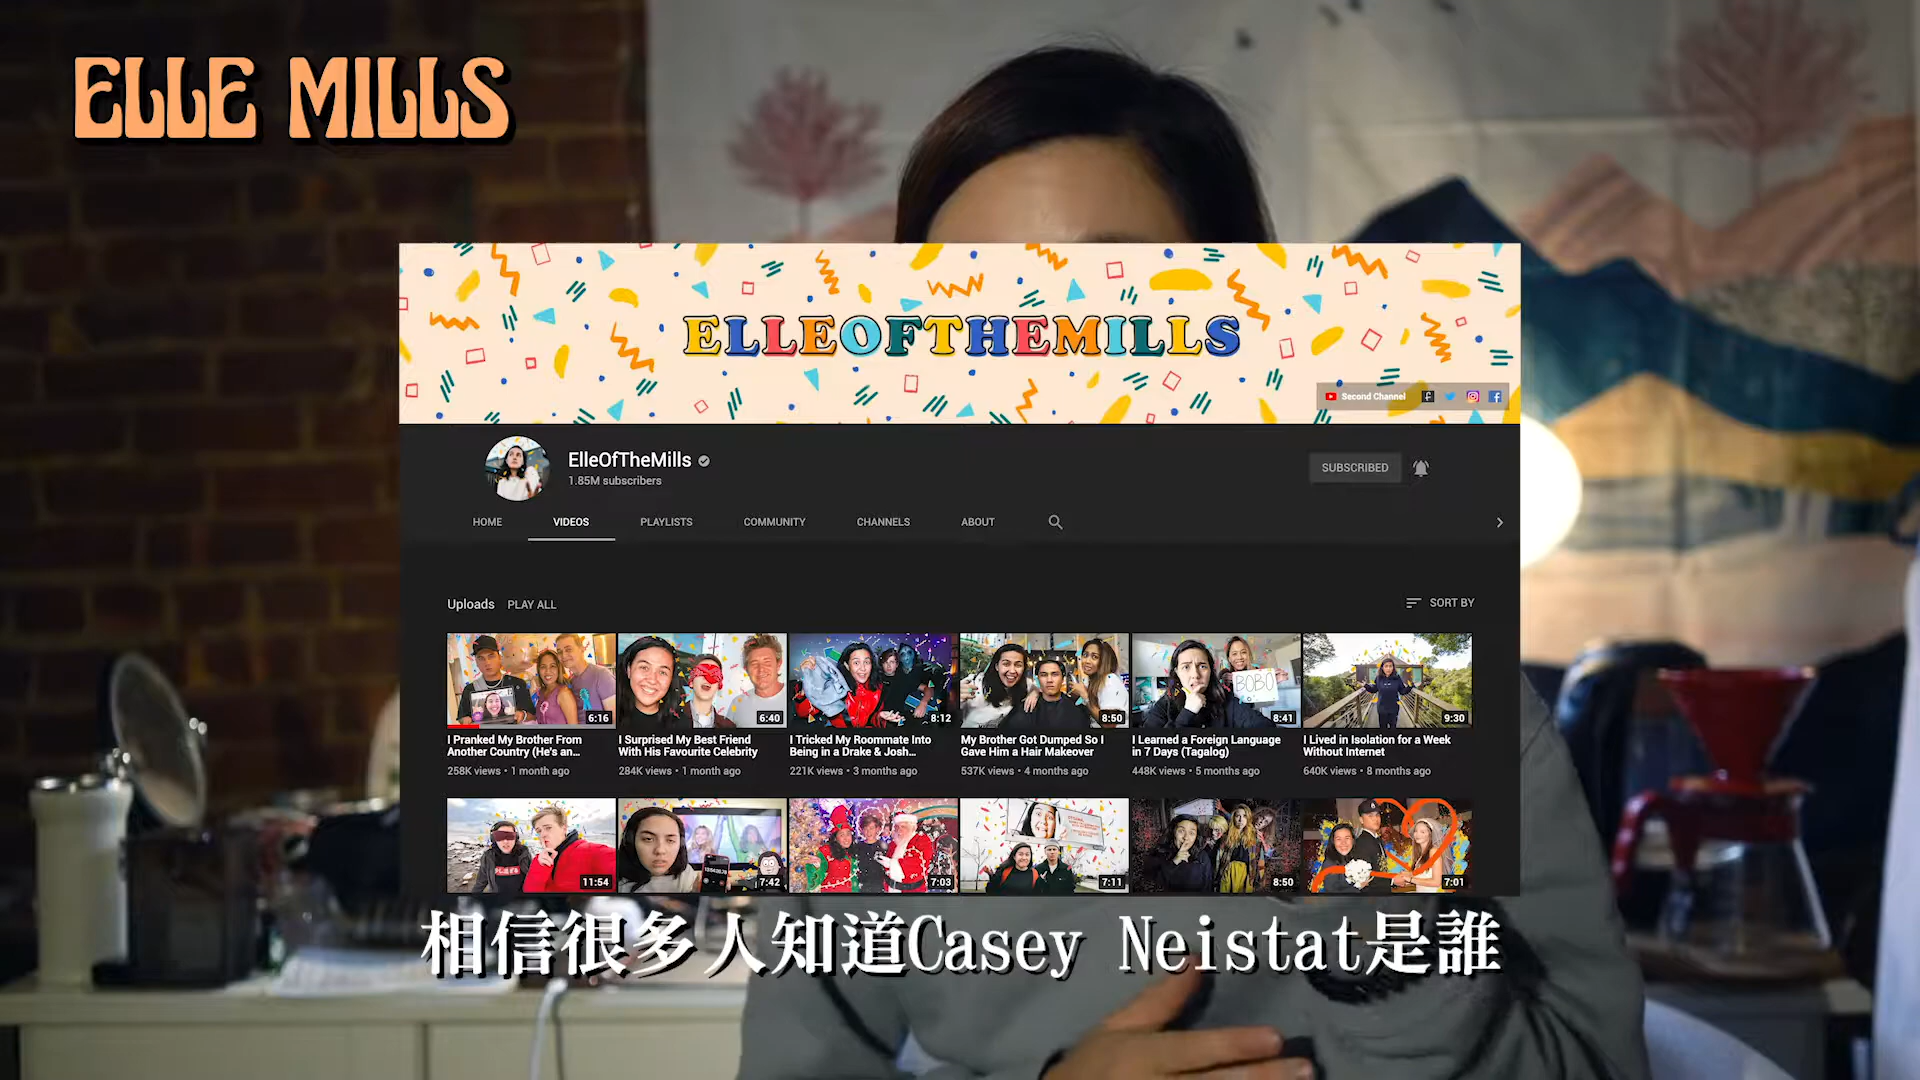 ELLE MILLS
ELLEOFTHEMILLS
Second Channel
ElleOfTheMills
1.85M subscribers
SUBSCRIBED
HOME VIDEOS PLAYLISTS COMMUNITY CHANNELS ABOUT
Uploads PLAY ALL
SORT BY
6:16
I Pranked My Brother From
Another Country (He's an...
258K views • 1 month ago
6:40
I Surprised My Best Friend
With His Favourite Celebrity
284K views • 1 month ago
8:12
I Tricked My Roommate Into
Being in a Drake & Josh...
221K views • 3 months ago
8:50
My Brother Got Dumped So I
Gave Him a Hair Makeover
537K views • 4 months ago
BOBO
8:41
I Learned a Foreign Language
in 7 Days (Tagalog)
448K views • 5 months ago
9:30
I Lived in Isolation for a Week
Without Internet
640K views • 8 months ago
11:54
7:42
7:03
7:11
8:50
7:01
相信很多人知道Casey Neistat是誰